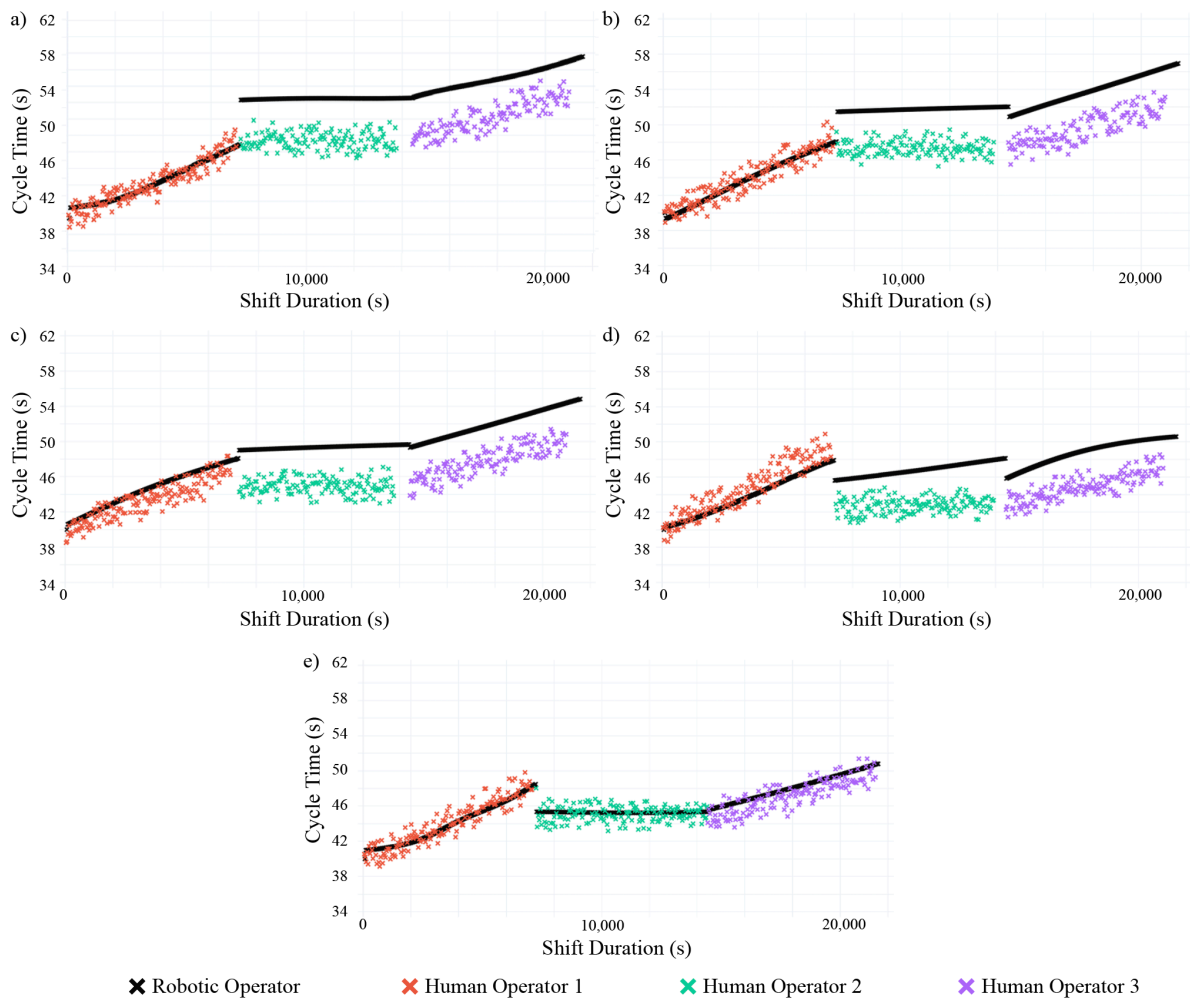 a)
62
58
54
50
46
42
38
34
Cycle Time (s)
0
10,000
20,000
Shift Duration (s)
b)
62
58
54
50
46
42
38
34
Cycle Time (s)
0
10,000
20,000
Shift Duration (s)
c)
62
58
54
50
46
42
38
34
Cycle Time (s)
0
10,000
20,000
Shift Duration (s)
d)
62
58
54
50
46
42
38
34
Cycle Time (s)
0
10,000
20,000
Shift Duration (s)
e)
62
58
54
50
46
42
38
34
Cycle Time (s)
0
10,000
20,000
Shift Duration (s)
Robotic Operator
Human Operator 1
Human Operator 2
Human Operator 3